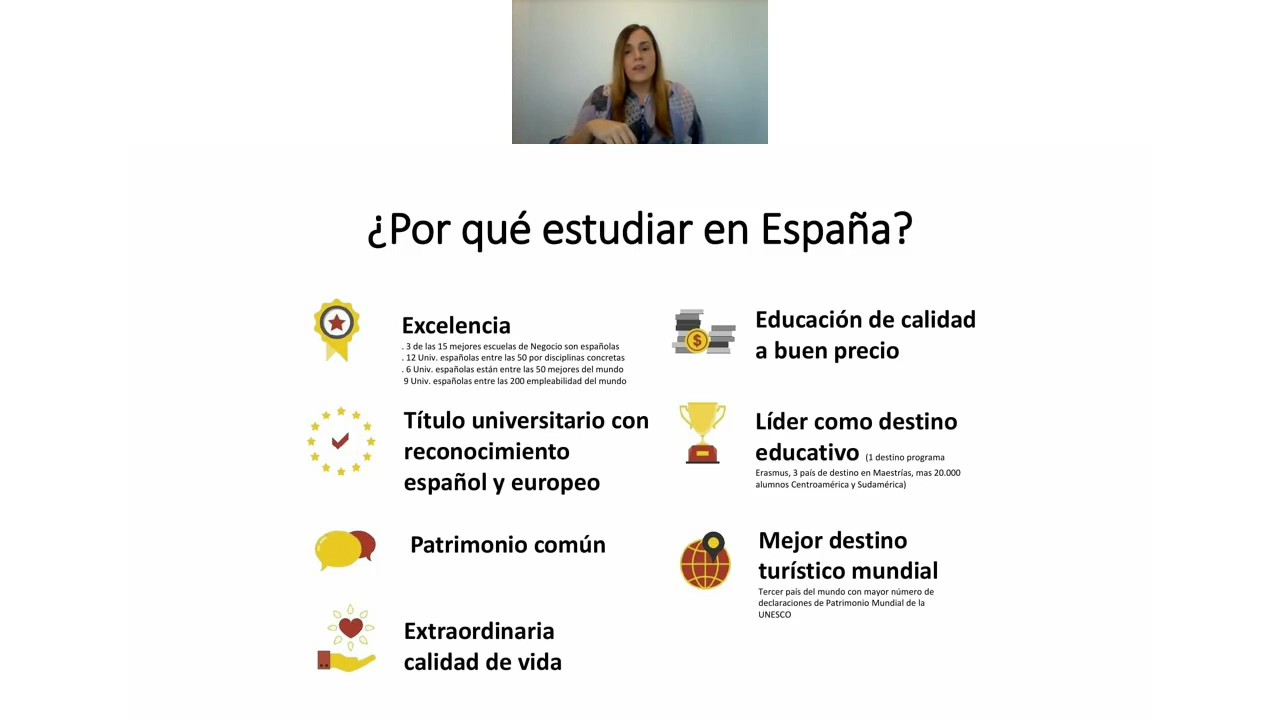 ¿Por qué estudiar en España?
Excelencia
. 3 de las 15 mejores escuelas de Negocio son españolas
. 12 Univ. españolas entre las 50 por disciplinas concretas
. 6 Univ. españolas están entre las 50 mejores del mundo
9 Univ. españolas entre las 200 empleabilidad del mundo
Título universitario con
reconocimiento
español y europeo
Patrimonio común
Extraordinaria
calidad de vida
$
Educación de calidad
a buen precio
Líder como destino
educativo (1 destino programa
Erasmus, 3 país de destino en Maestrías, mas 20.000
alumnos Centroamérica y Sudamérica)
Mejor destino
turístico mundial
Tercer país del mundo con mayor número de
declaraciones de Patrimonio Mundial de la
UNESCO